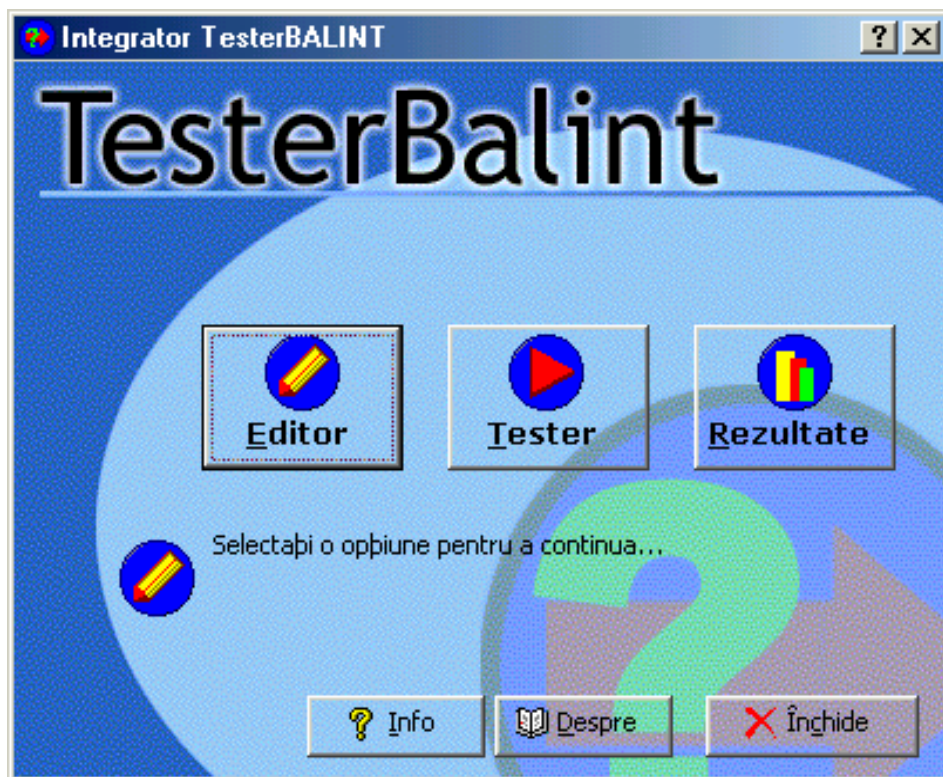 Integrator TesterBALINT
TesterBalint
Editor Tester Rezultate
Selectaþi o opþiune pentru a continua...
Info Despre Închide